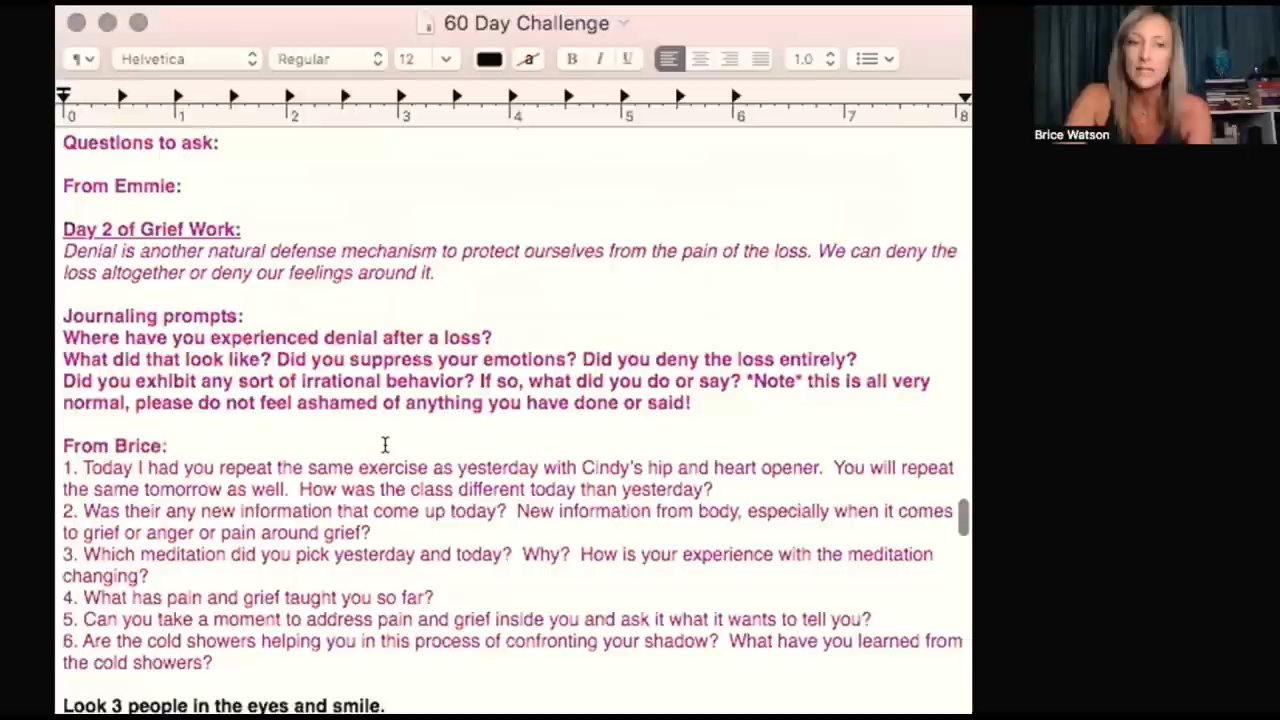 60 Day Challenge
Helvetica
Regular
12
a
B I U
1.0
0 1 2 3 4 5 6 7 8
Questions to ask:
From Emmie:
Day 2 of Grief Work:
Denial is another natural defense mechanism to protect ourselves from the pain of the loss. We can deny the
loss altogether or deny our feelings around it.
Journaling prompts:
Where have you experienced denial after a loss?
What did that look like? Did you suppress your emotions? Did you deny the loss entirely?
Did you exhibit any sort of irrational behavior? If so, what did you do or say? *Note* this is all very
normal, please do not feel ashamed of anything you have done or said!
From Brice:
1. Today I had you repeat the same exercise as yesterday with Cindy's hip and heart opener.  You will repeat
the same tomorrow as well.  How was the class different today than yesterday?
2. Was their any new information that come up today?  New information from body, especially when it comes
to grief or anger or pain around grief?
3. Which meditation did you pick yesterday and today?  Why?  How is your experience with the meditation
changing?
4. What has pain and grief taught you so far?
5. Can you take a moment to address pain and grief inside you and ask it what it wants to tell you?
6. Are the cold showers helping you in this process of confronting your shadow?  What have you learned from
the cold showers?
Look 3 people in the eyes and smile.
Brice Watson